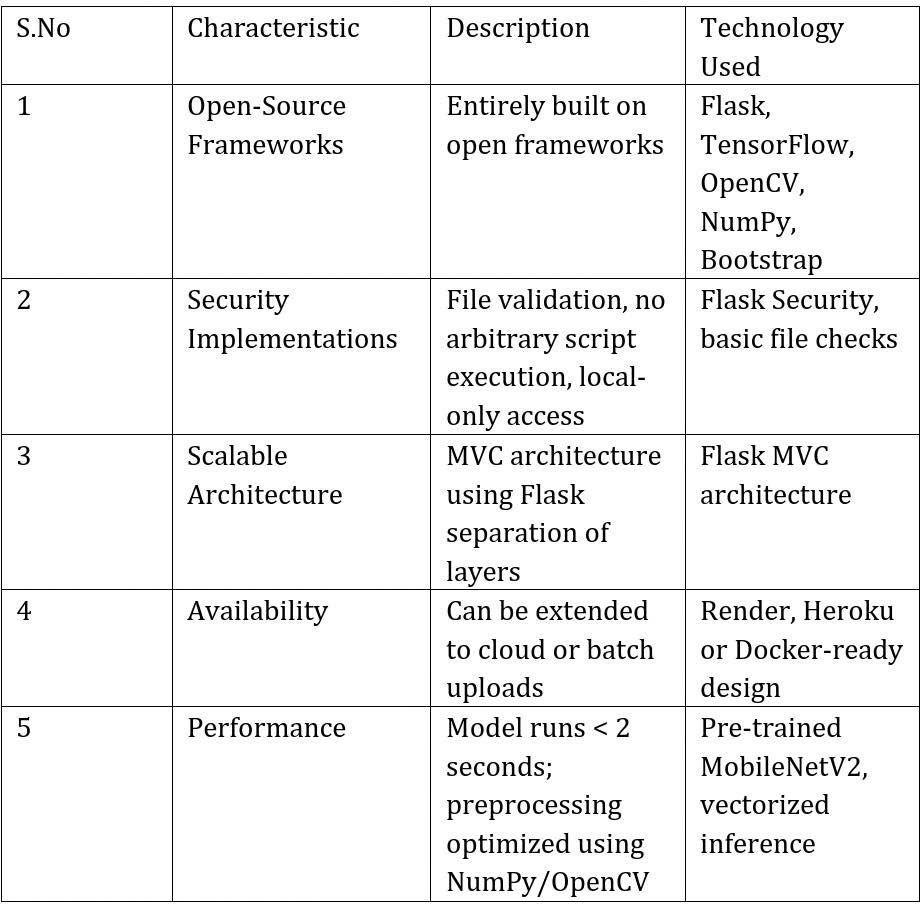 S.No Characteristic Description Technology
Used
1 Open-Source Entirely built on Flask,
Frameworks open frameworks TensorFlow,
OpenCV,
NumPy,
Bootstrap
2 Security File validation, no Flask Security,
Implementations arbitrary script basic file checks
execution, local-
only access
3 Scalable MVC architecture Flask MVC
Architecture using Flask architecture
separation of
layers
4 Availability Can be extended Render, Heroku
to cloud or batch or Docker-ready
uploads design
5 Performance Model runs < 2 Pre-trained
seconds; MobileNetV2,
preprocessing vectorized
optimized using inference
NumPy/OpenCV